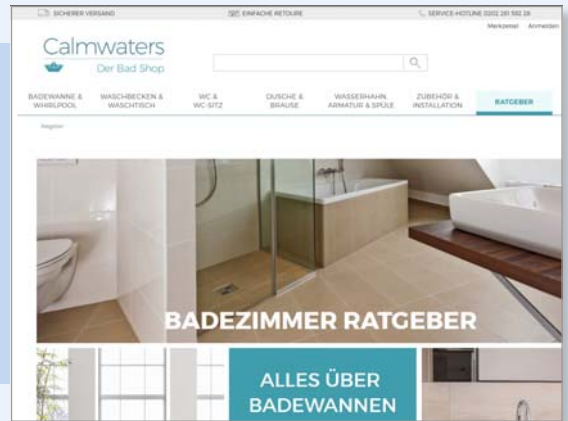 SICHERER VERSAND
EINFACHE RETOURE
SERVICE-HOTLINE 0202 261 592 28
Merkzettel Anmelden
Calmwaters
Der Bad Shop
BADEWANNE & WHIRLPOOL
WASCHBECKEN & WASCHTISCH
WC & WC-SITZ
DUSCHE & BRAUSE
WASSERHAHN, ARMATUR & SPÜLE
ZUBEHÖR & INSTALLATION
RATGEBER
Ratgeber
BADEZIMMER RATGEBER
ALLES ÜBER
BADEWANNEN